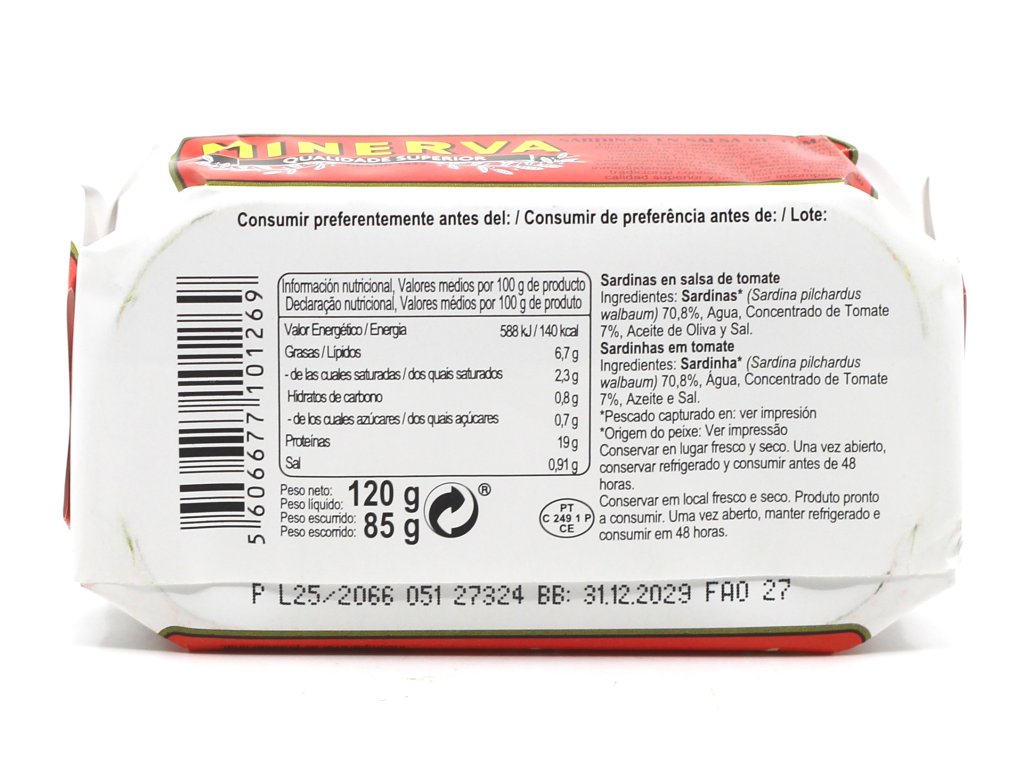 MINERVA
QUALIDADE SUPERIOR
SARDINAS EN SALSA DE
calidad superior y
Consumir preferentemente antes del: / Consumir de preferência antes de: / Lote:
5 606677 101269
Información nutricional, Valores medios por 100 g de producto
Declaração nutricional, Valores médios por 100 g de produto
Valor Energético / Energia 588 kJ / 140 kcal
Grasas / Lípidos 6,7 g
- de las cuales saturadas / dos quais saturados 2,3 g
Hidratos de carbono 0,8 g
- de los cuales azúcares / dos quais açúcares 0,7 g
Proteínas 19 g
Sal 0,91 g
Peso neto:
Peso líquido: 120 g
Peso escurrido:
Peso escorrido: 85 g
®
Sardinas en salsa de tomate
Ingredientes: Sardinas* (Sardina pilchardus
walbaum) 70,8%, Agua, Concentrado de Tomate
7%, Aceite de Oliva y Sal.
Sardinhas em tomate
Ingredientes: Sardinha* (Sardina pilchardus
walbaum) 70,8%, Água, Concentrado de Tomate
7%, Azeite e Sal.
*Pescado capturado en: ver impresión
*Origem do peixe: Ver impressão
Conservar en lugar fresco y seco. Una vez abierto,
conservar refrigerado y consumir antes de 48
horas.
Conservar em local fresco e seco. Produto pronto
a consumir. Uma vez aberto, manter refrigerado e
consumir em 48 horas.
PT
C 249 1 P
CE
P L25/2066 051 27324 BB: 31.12.2029 FAO 27